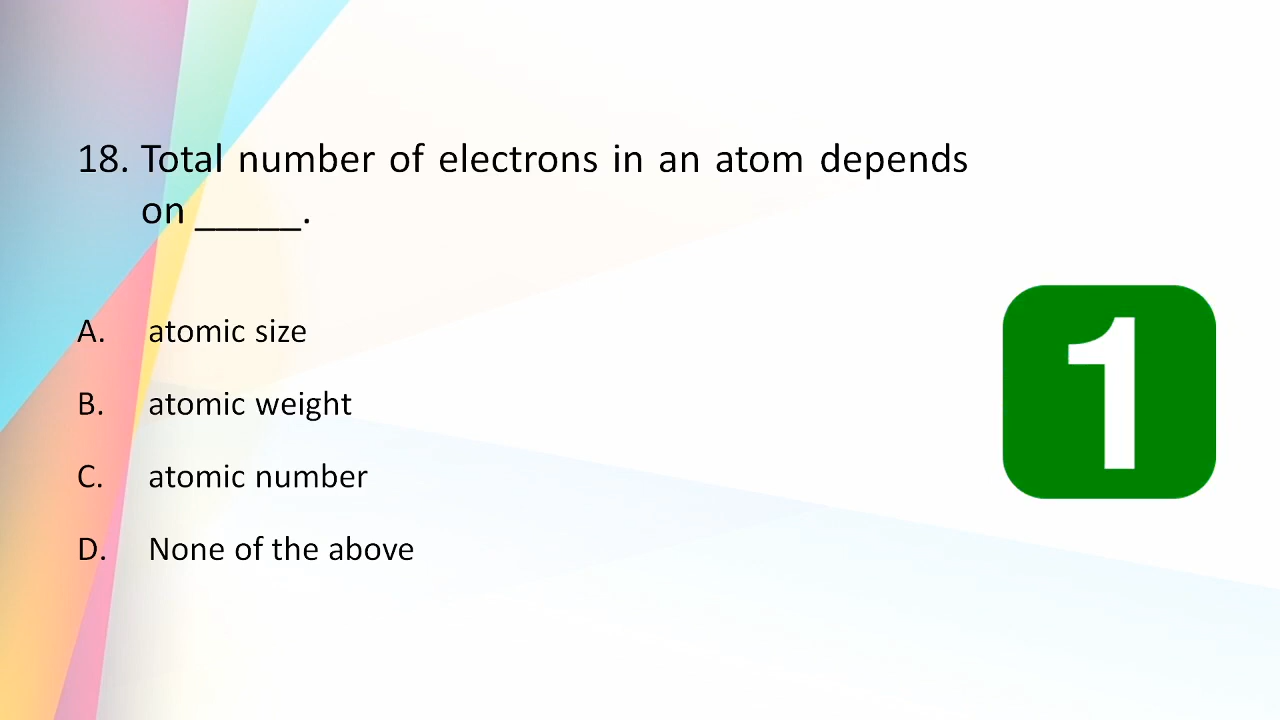 18. Total number of electrons in an atom depends
on _____.
A. atomic size
B. atomic weight
1
C. atomic number
D. None of the above